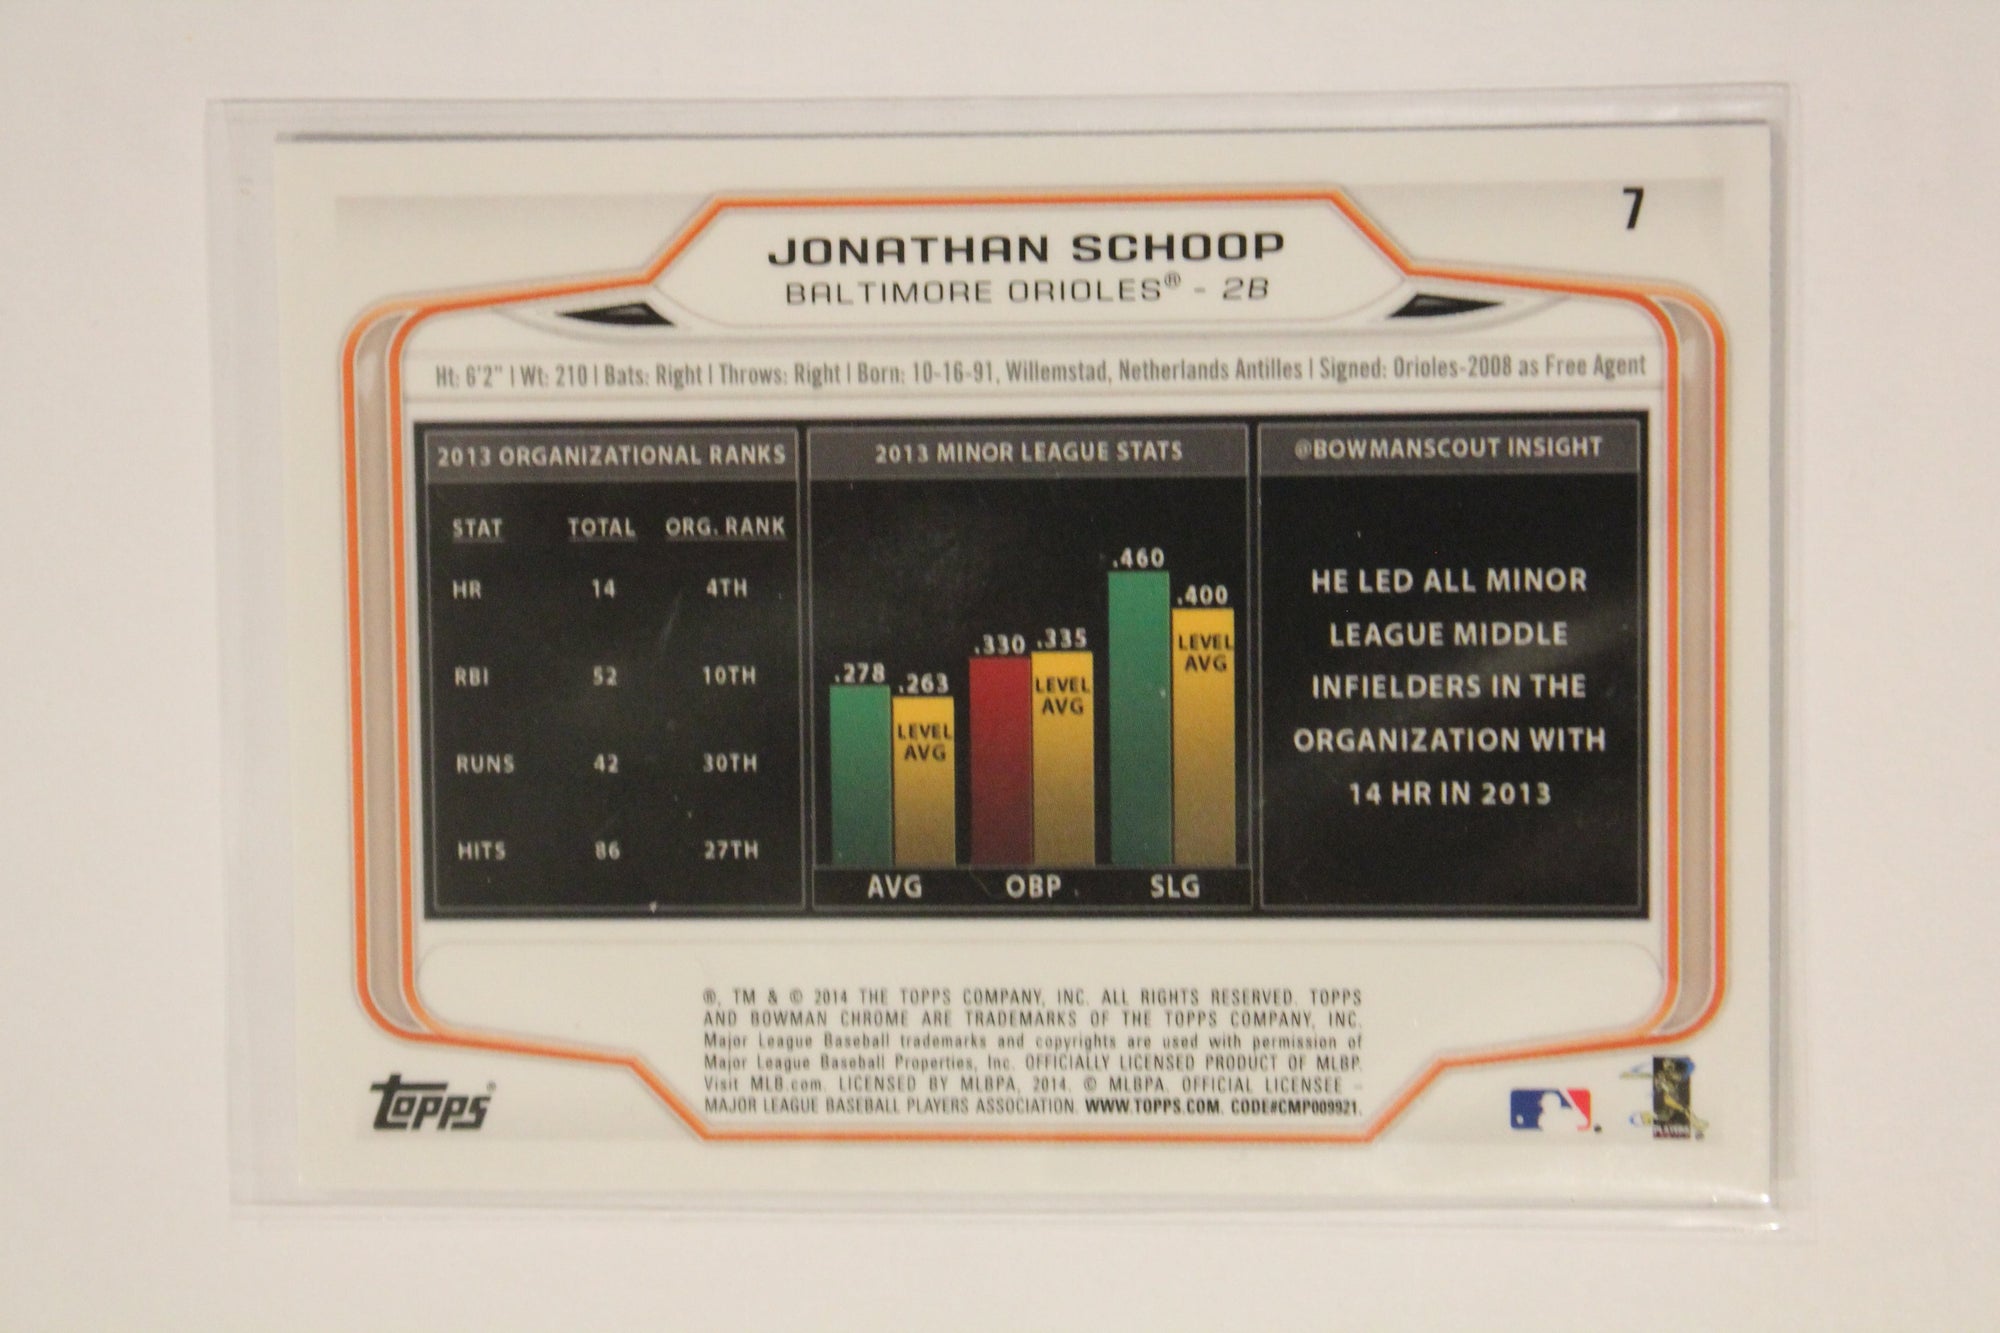 7
JONATHAN SCHOOP
BALTIMORE ORIOLES® - 2B
Ht: 6'2" | Wt: 210 | Bats: Right | Throws: Right | Born: 10-16-91, Willemstad, Netherlands Antilles | Signed: Orioles-2008 as Free Agent
2013 ORGANIZATIONAL RANKS
STAT TOTAL ORG. RANK
HR 14 4TH
RBI 52 10TH
RUNS 42 30TH
HITS 86 27TH
2013 MINOR LEAGUE STATS
.278 .263 .330 .335 .460 .400
LEVEL AVG
LEVEL AVG
LEVEL AVG
AVG OBP SLG
@BOWMANSCOUT INSIGHT
HE LED ALL MINOR
LEAGUE MIDDLE
INFIELDERS IN THE
ORGANIZATION WITH
14 HR IN 2013
®, TM & © 2014 THE TOPPS COMPANY, INC. ALL RIGHTS RESERVED. TOPPS
AND BOWMAN CHROME ARE TRADEMARKS OF THE TOPPS COMPANY, INC.
Major League Baseball trademarks and copyrights are used with permission of
Major League Baseball Properties, Inc. OFFICIALLY LICENSED PRODUCT OF MLBP.
Visit MLB.com. LICENSED BY MLBPA, 2014. © MLBPA. OFFICIAL LICENSEE –
MAJOR LEAGUE BASEBALL PLAYERS ASSOCIATION. WWW.TOPPS.COM. CODE#CMP009921.
Topps®
PLAYERS